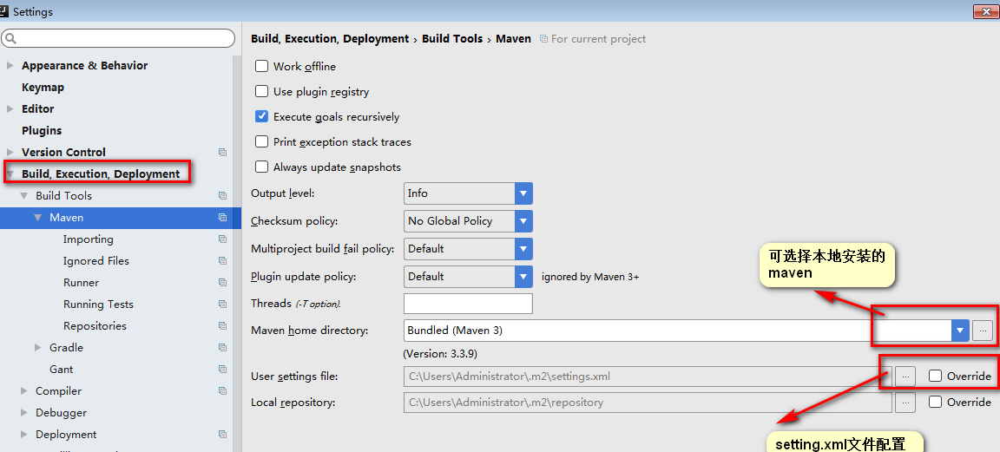 Settings
Build, Execution, Deployment › Build Tools › Maven For current project
Appearance & Behavior
Keymap
Editor
Plugins
Version Control
Build, Execution, Deployment
Build Tools
Maven
Importing
Ignored Files
Runner
Running Tests
Repositories
Gradle
Gant
Compiler
Debugger
Deployment
Work offline
Use plugin registry
Execute goals recursively
Print exception stack traces
Always update snapshots
Output level: Info
Checksum policy: No Global Policy
Multiproject build fail policy: Default
Plugin update policy: Default ignored by Maven 3+
Threads (-T option):
Maven home directory: Bundled (Maven 3) ...
(Version: 3.3.9)
User settings file: C:\Users\Administrator\.m2\settings.xml ... Override
Local repository: C:\Users\Administrator\.m2\repository ... Override
可选择本地安装的
maven
setting.xml文件配置